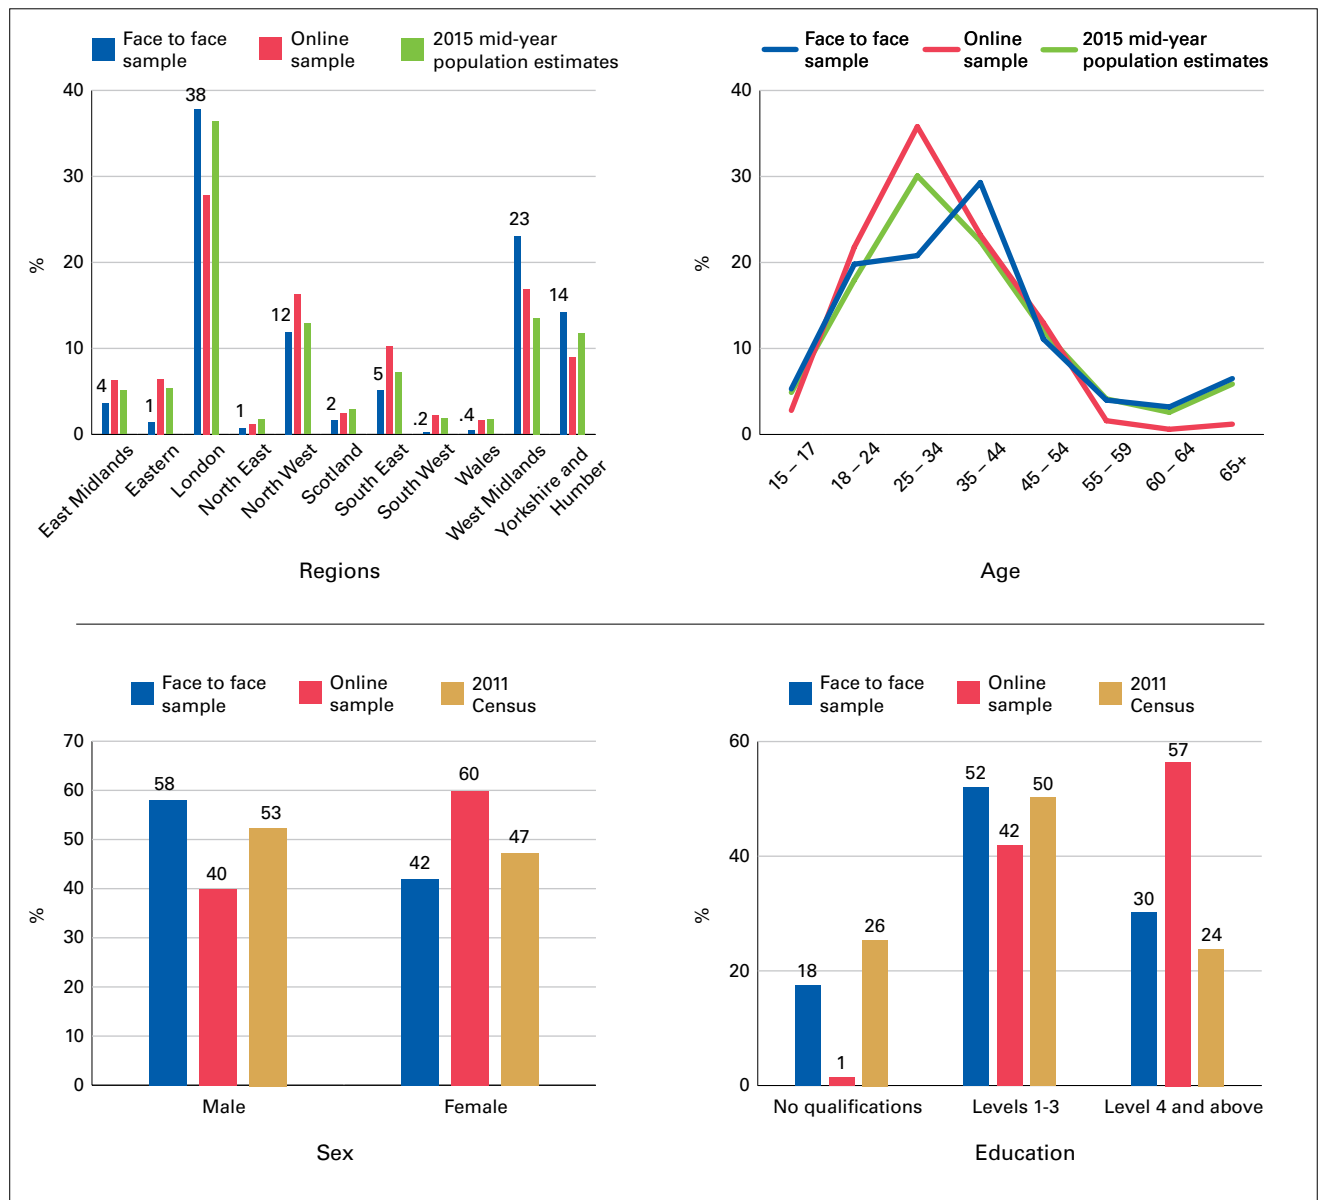 Face to face
sample
Online
sample
2015 mid-year
population estimates
40
30
20
10
0
%
38
4
1
1
12
2
5
.2
.4
23
14
East Midlands
Eastern
London
North East
North West
Scotland
South East
South West
Wales
West Midlands
Yorkshire and
Humber
Regions
Face to face
sample
Online
sample
2015 mid-year
population estimates
40
30
20
10
0
%
15 – 17
18 – 24
25 – 34
35 – 44
45 – 54
55 – 59
60 – 64
65+
Age
Face to face
sample
Online
sample
2011
Census
70
60
50
40
30
20
10
0
%
58
40
53
42
60
47
Male
Female
Sex
Face to face
sample
Online
sample
2011
Census
60
40
20
0
%
18
1
26
52
42
50
30
57
24
No qualifications
Levels 1-3
Level 4 and above
Education